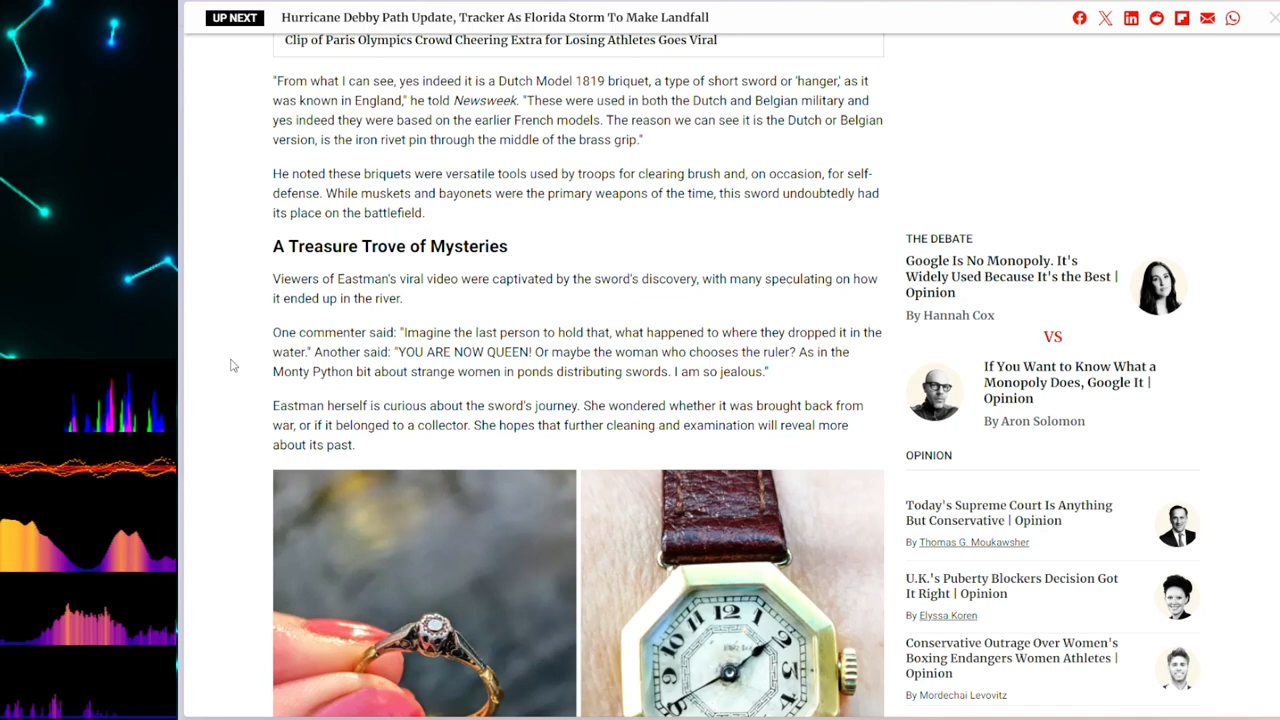 UP NEXT Hurricane Debby Path Update, Tracker As Florida Storm To Make Landfall
Clip of Paris Olympics Crowd Cheering Extra for Losing Athletes Goes Viral
"From what I can see, yes indeed it is a Dutch Model 1819 briquet, a type of short sword or 'hanger,' as it
was known in England," he told Newsweek. "These were used in both the Dutch and Belgian military and
yes indeed they were based on the earlier French models. The reason we can see it is the Dutch or Belgian
version, is the iron rivet pin through the middle of the brass grip."
He noted these briquets were versatile tools used by troops for clearing brush and, on occasion, for self-
defense. While muskets and bayonets were the primary weapons of the time, this sword undoubtedly had
its place on the battlefield.
A Treasure Trove of Mysteries
Viewers of Eastman's viral video were captivated by the sword's discovery, with many speculating on how
it ended up in the river.
One commenter said: "Imagine the last person to hold that, what happened to where they dropped it in the
water." Another said: "YOU ARE NOW QUEEN! Or maybe the woman who chooses the ruler? As in the
Monty Python bit about strange women in ponds distributing swords. I am so jealous."
Eastman herself is curious about the sword's journey. She wondered whether it was brought back from
war, or if it belonged to a collector. She hopes that further cleaning and examination will reveal more
about its past.
THE DEBATE
Google Is No Monopoly. It's
Widely Used Because It's the Best |
Opinion
By Hannah Cox
VS
If You Want to Know What a
Monopoly Does, Google It |
Opinion
By Aron Solomon
OPINION
Today's Supreme Court Is Anything
But Conservative | Opinion
By Thomas G. Moukawsher
U.K.'s Puberty Blockers Decision Got
It Right | Opinion
By Elyssa Koren
Conservative Outrage Over Women's
Boxing Endangers Women Athletes |
Opinion
By Mordechai Levovitz